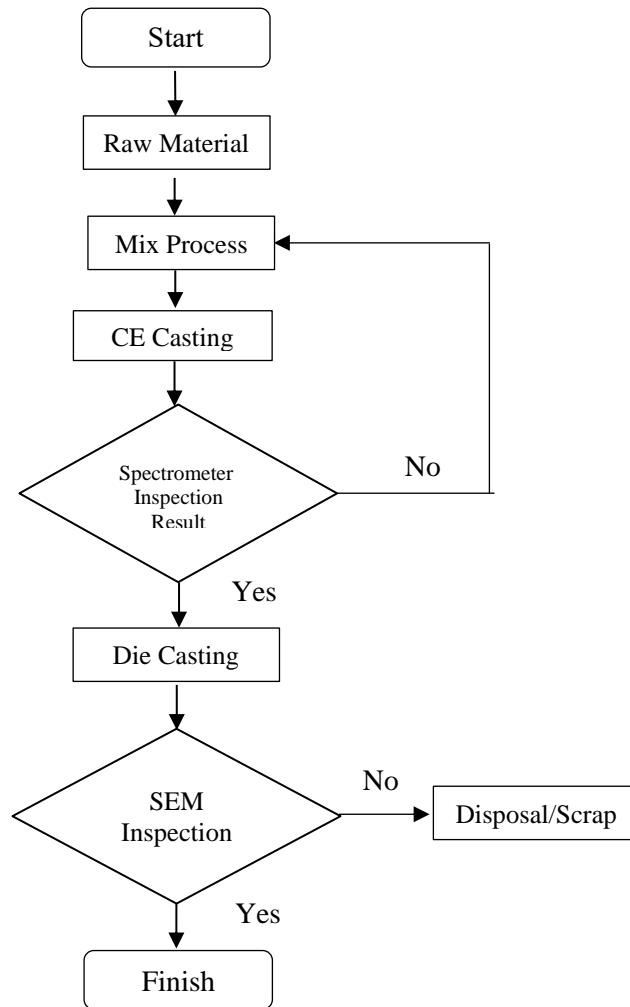 Start
Raw Material
Mix Process
CE Casting
Spectrometer
Inspection
Result
No
Yes
Die Casting
SEM
Inspection
No
Disposal/Scrap
Yes
Finish